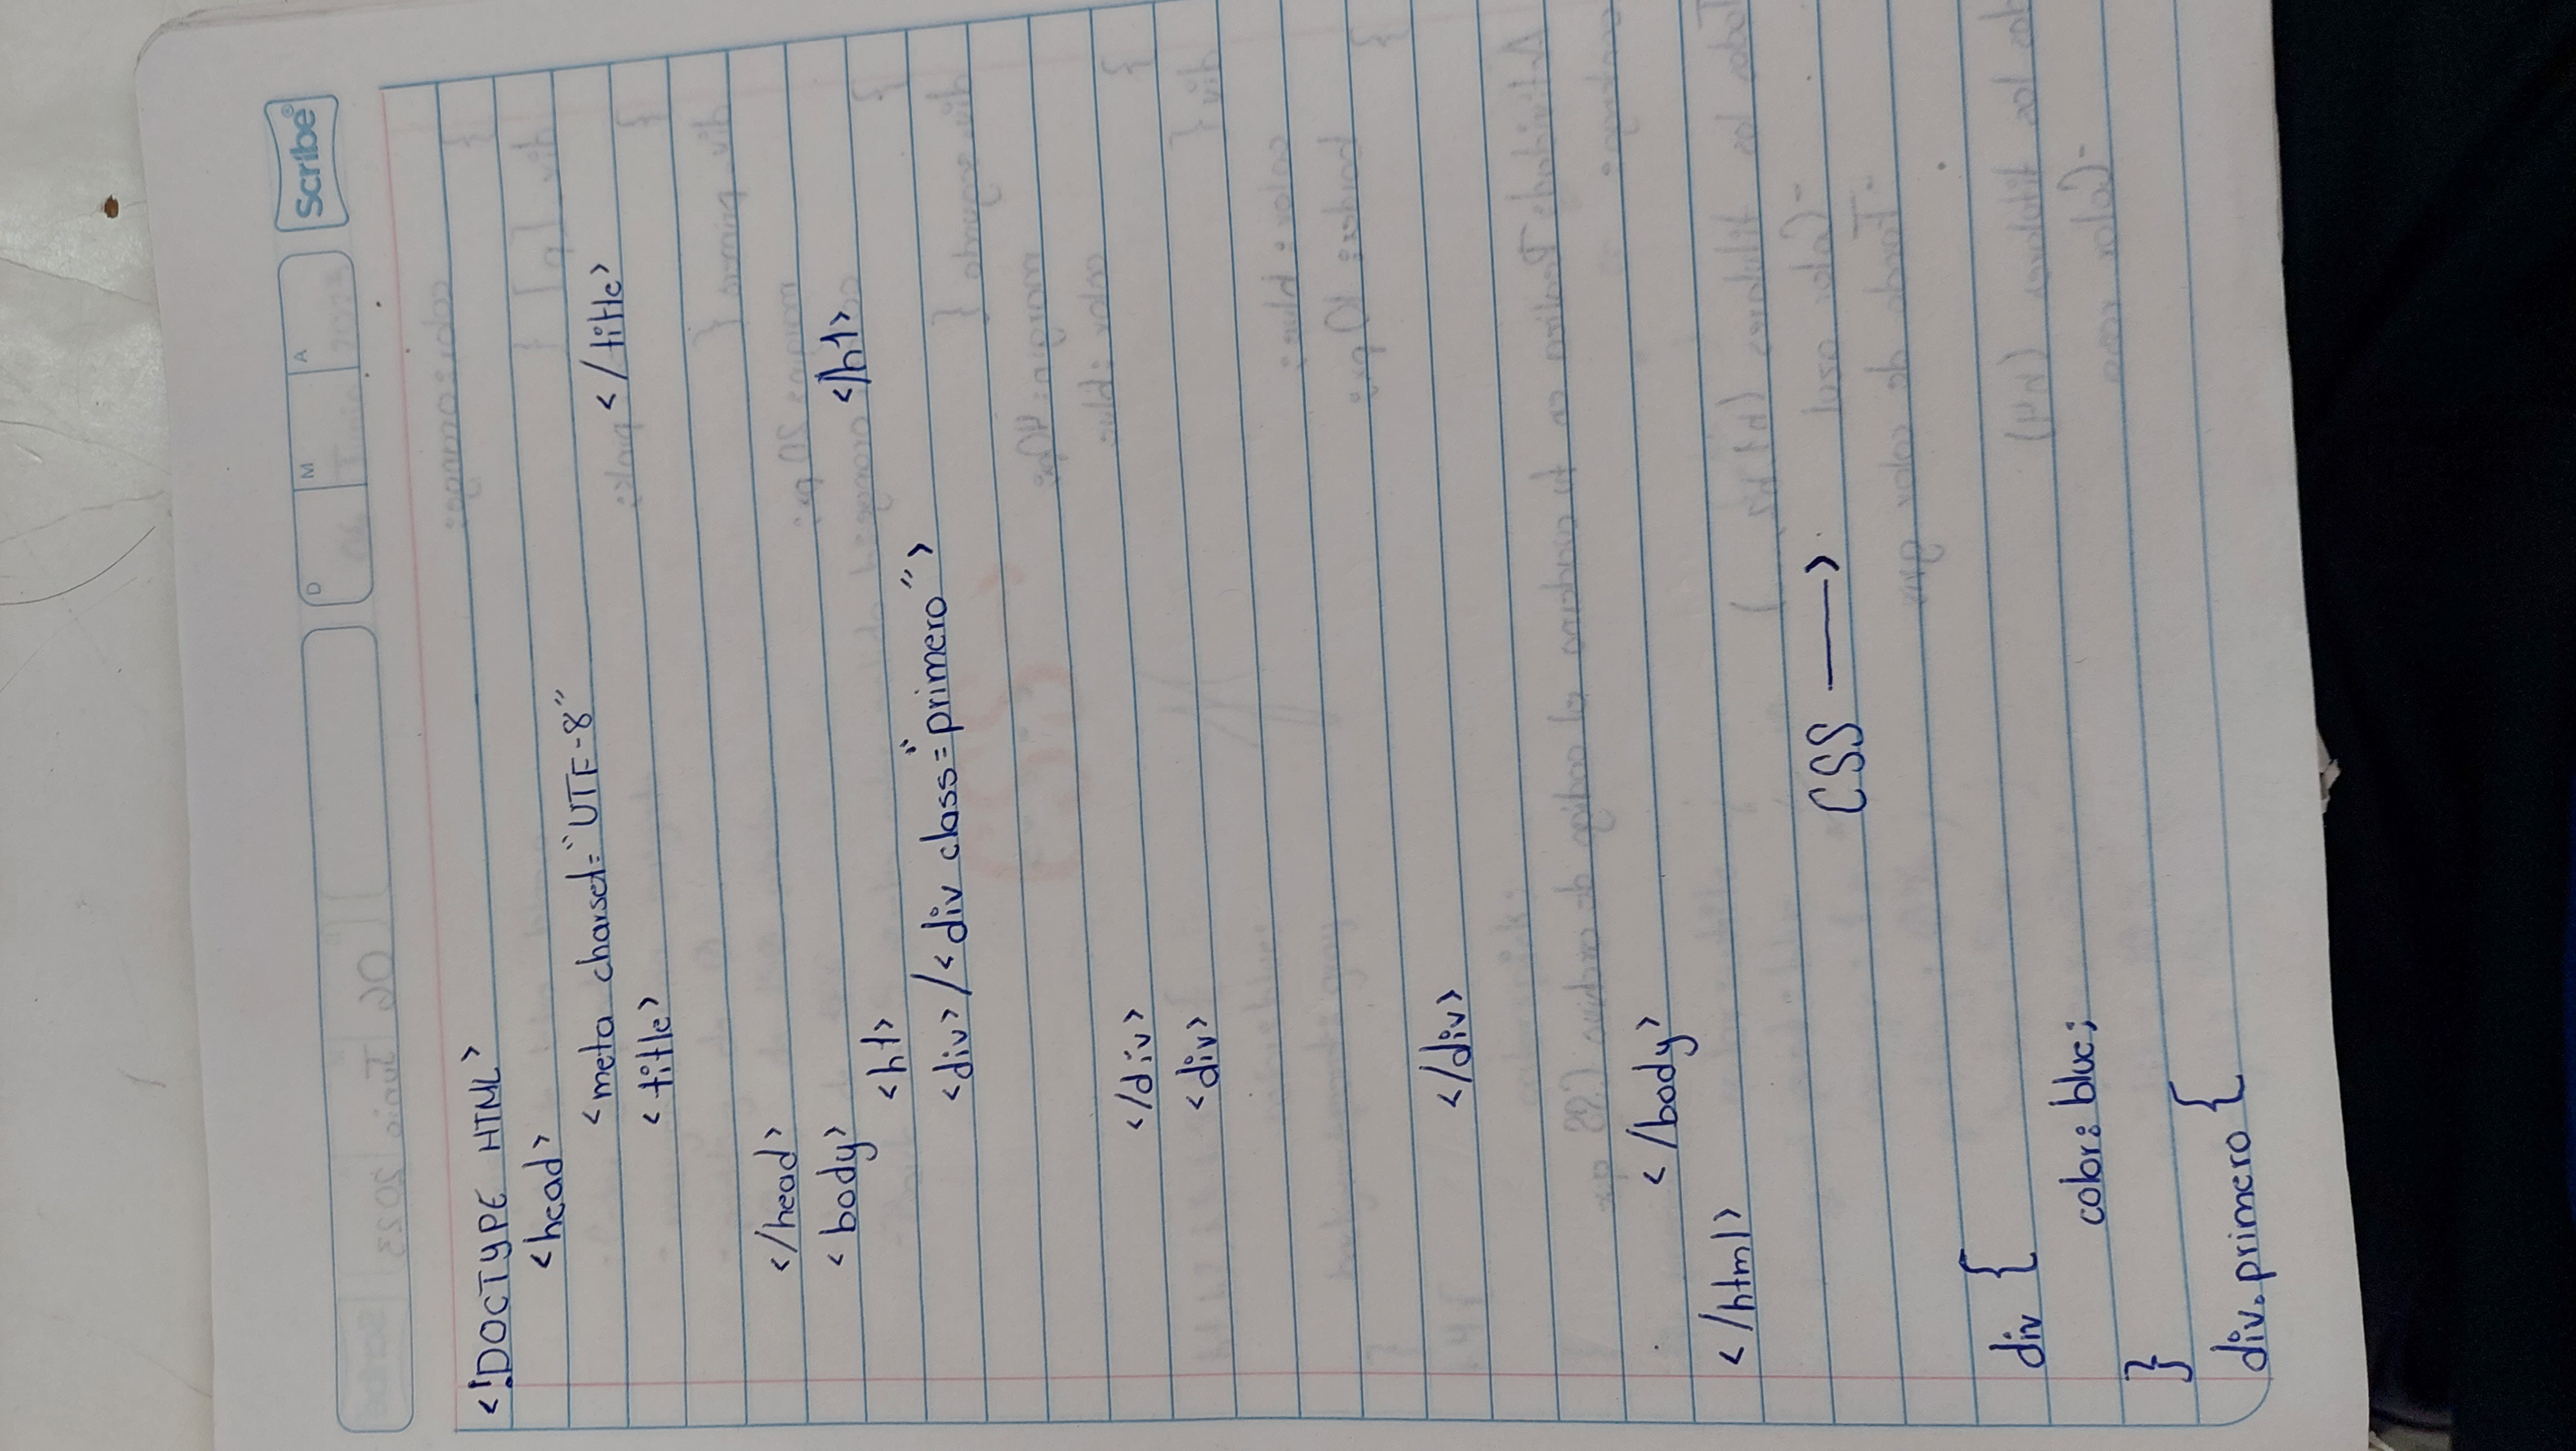 D M A Scribe®
<!DOCTYPE HTML>
<head>
<meta charset="UTF-8"
<title> </title>
</head>
<body>
<h1> </h1>
<div> / <div class="primero">
</div>
<div>
</div>
</body>
</html>
CSS →
div {
color: blue;
}
div.primero {